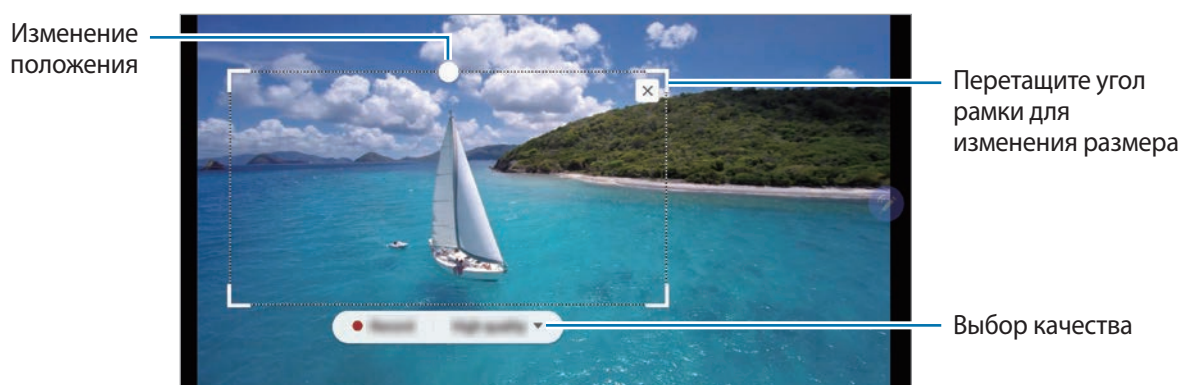 Изменение
положения
Перетащите угол
рамки для
изменения размера
Выбор качества